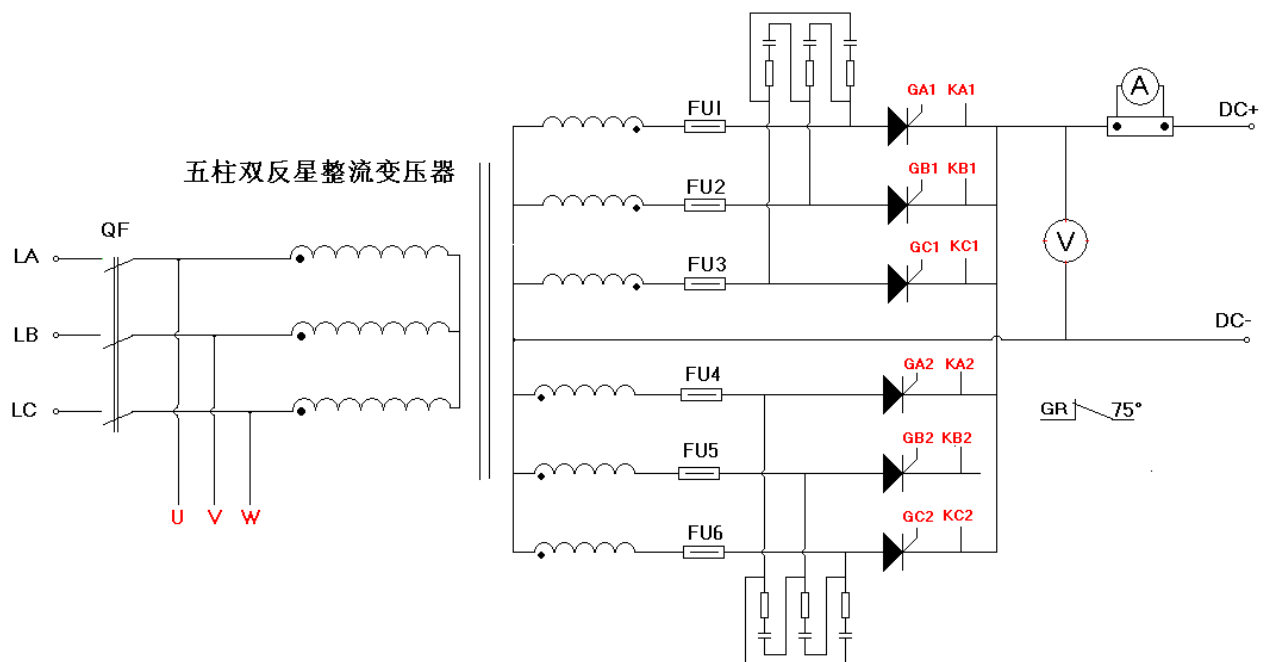 GA1 KA1
A
DC+
FU1
五柱双反星整流变压器
GB1 KB1
FU2
QF
LA
GC1 KC1
FU3
V
LB
DC-
GA2 KA2
FU4
LC
GR 75°
GB2 KB2
FU5
U V W
GC2 KC2
FU6